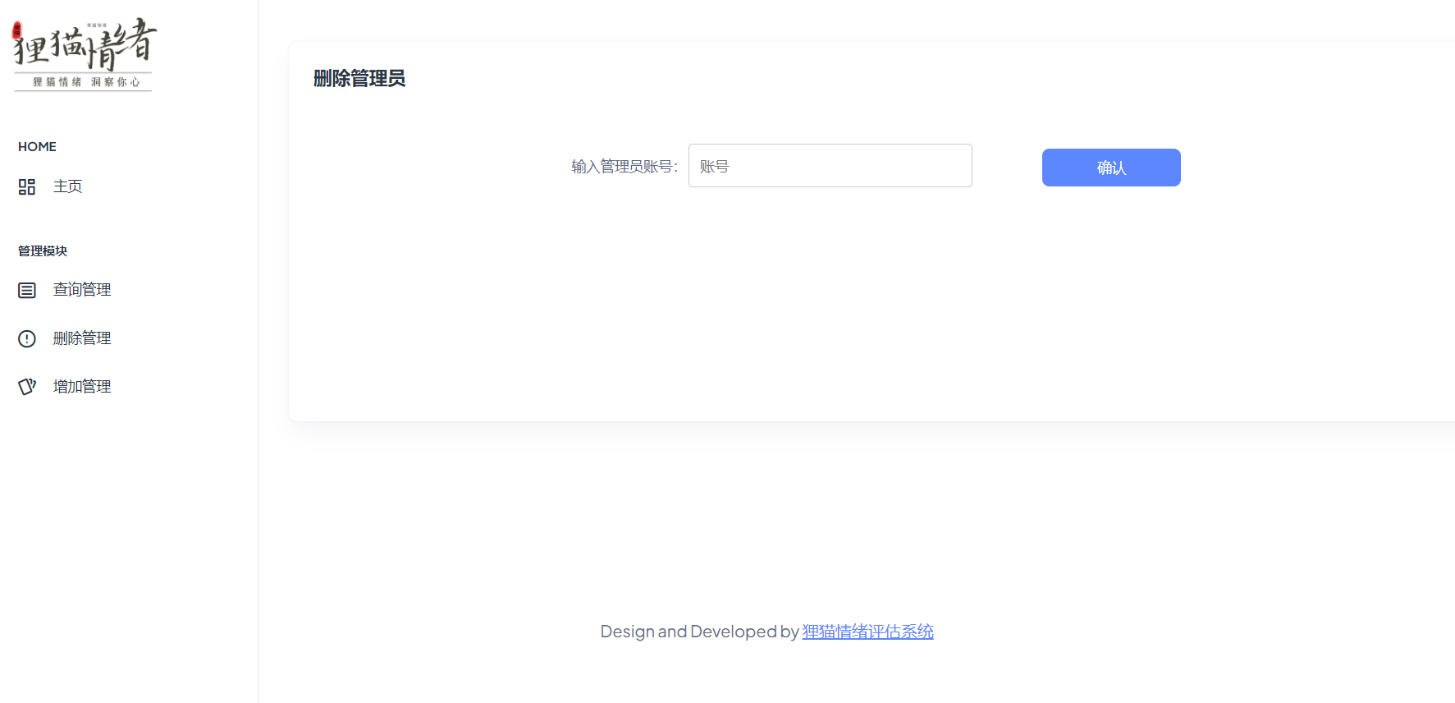 狸猫情绪
狸猫情绪 洞察你心
HOME
主页
管理模块
查询管理
删除管理
增加管理
删除管理员
输入管理员账号: 账号 确认
Design and Developed by 狸猫情绪评估系统